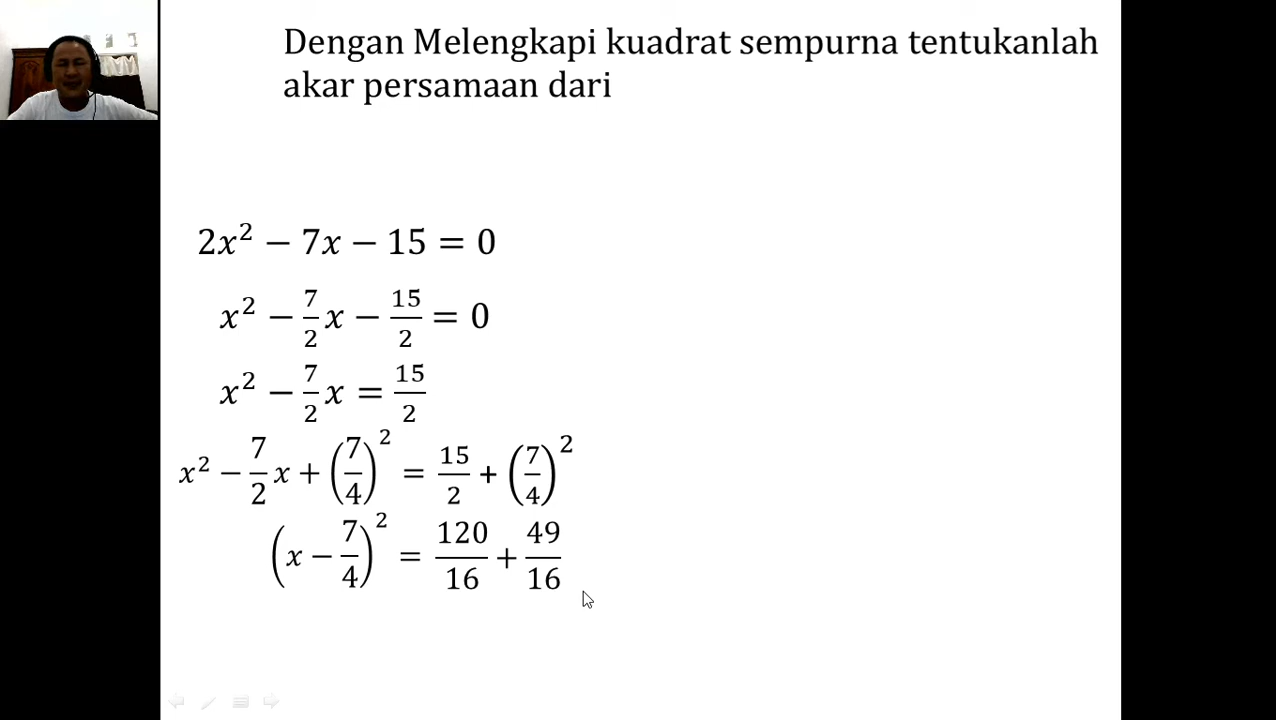 Dengan Melengkapi kuadrat sempurna tentukanlah
akar persamaan dari
2x² − 7x − 15 = 0
x² − 7/2 x − 15/2 = 0
x² − 7/2 x = 15/2
x² − 7/2 x + (7/4)² = 15/2 + (7/4)²
(x − 7/4)² = 120/16 + 49/16